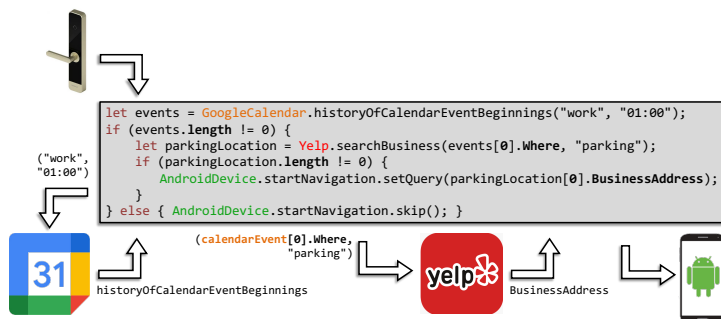 let events = GoogleCalendar.historyOfCalendarEventBeginnings("work", "01:00");
if (events.length != 0) {
let parkingLocation = Yelp.searchBusiness(events[0].Where, "parking");
if (parkingLocation.length != 0) {
AndroidDevice.startNavigation.setQuery(parkingLocation[0].BusinessAddress);
}
} else { AndroidDevice.startNavigation.skip(); }
("work",
"01:00")
(calendarEvent[0].Where,
"parking")
31
historyOfCalendarEventBeginnings
yelp
BusinessAddress